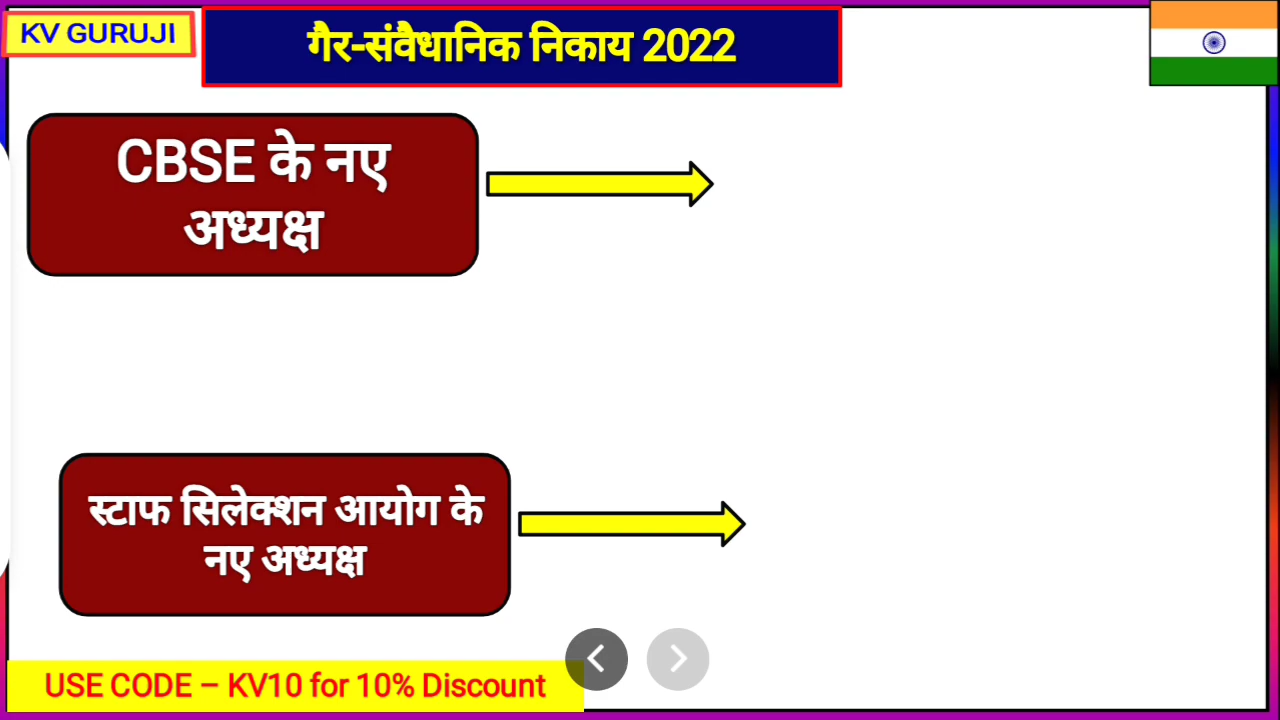 KV GURUJI
गैर-संवैधानिक निकाय 2022
CBSE के नए
अध्यक्ष
स्टाफ सिलेक्शन आयोग के
नए अध्यक्ष
USE CODE – KV10 for 10% Discount